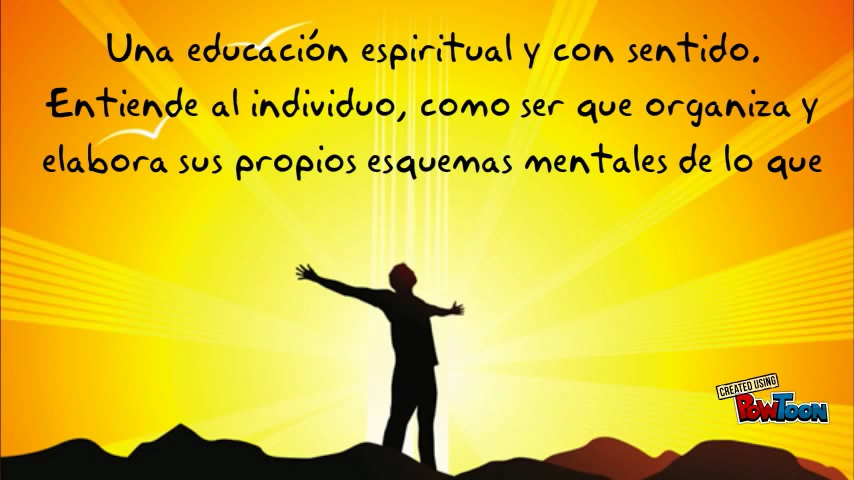 Una educación espiritual y con sentido.
Entiende al individuo, como ser que organiza y
elabora sus propios esquemas mentales de lo que
CREATED USING
POWTOON